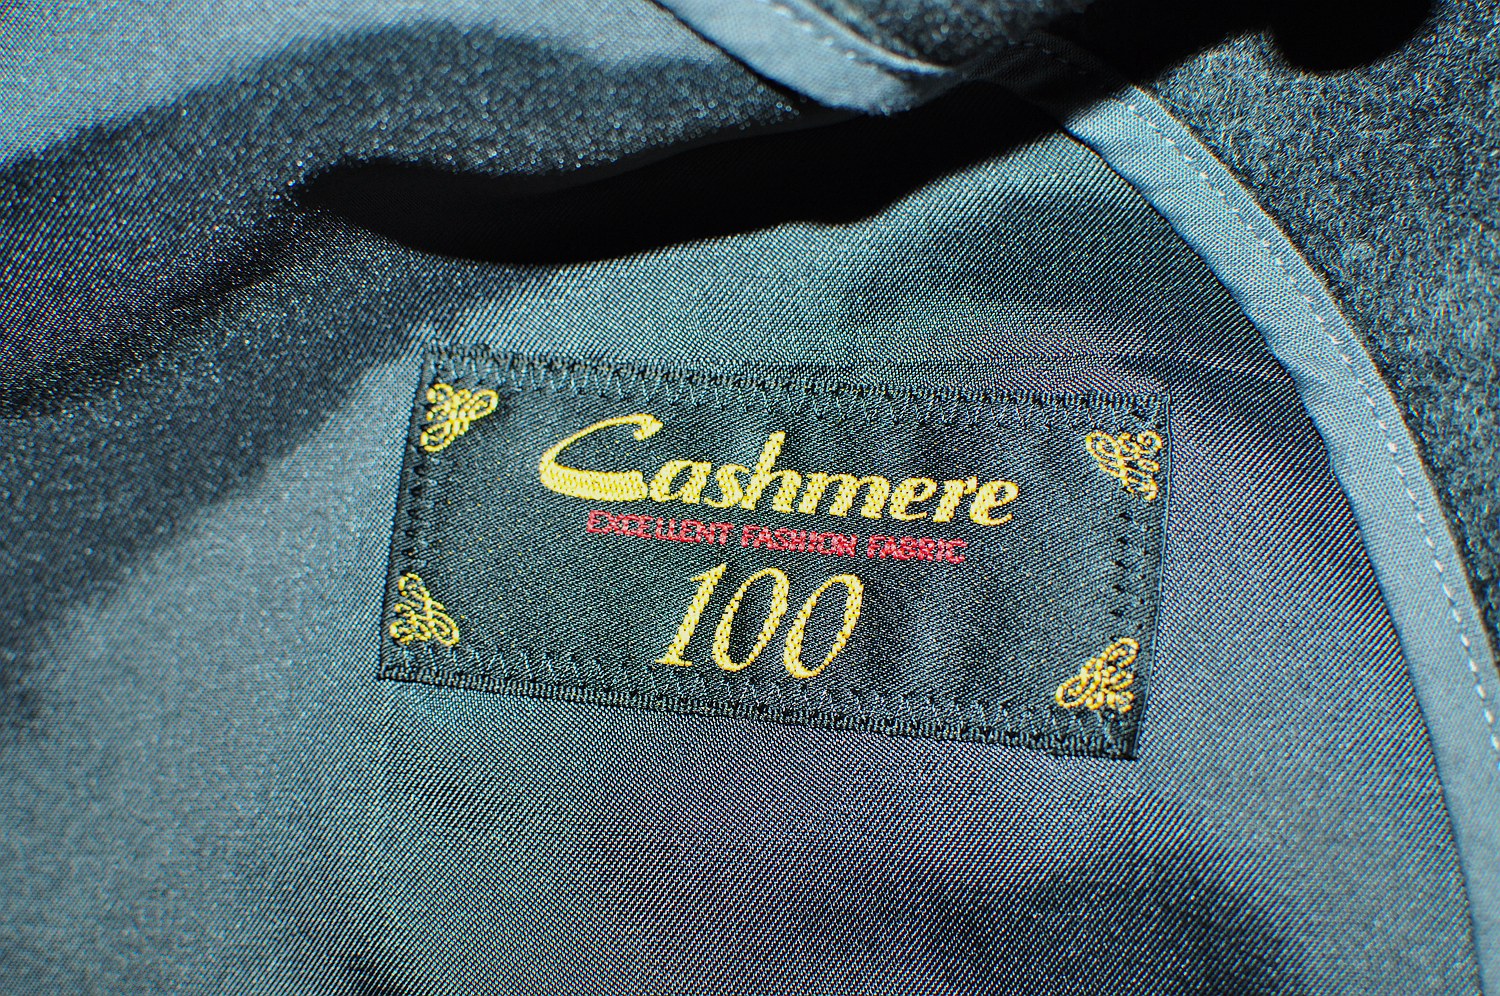 Cashmere
EXCELLENT FASHION FABRIC
100